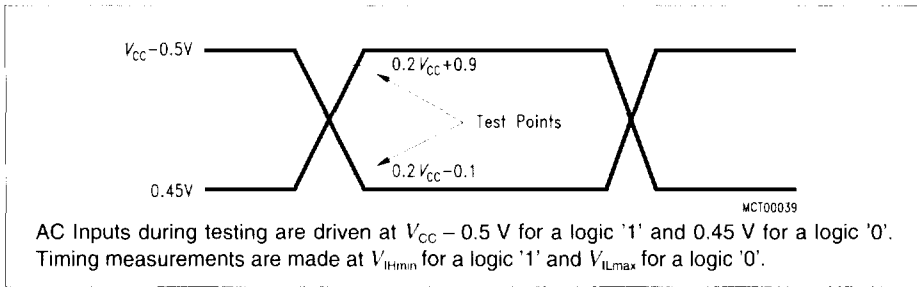 V_CC−0.5V
0.2 V_CC+0.9
Test Points
0.2 V_CC−0.1
0.45V
MCT00039
AC Inputs during testing are driven at V_CC − 0.5 V for a logic '1' and 0.45 V for a logic '0'.
Timing measurements are made at V_IHmin for a logic '1' and V_ILmax for a logic '0'.